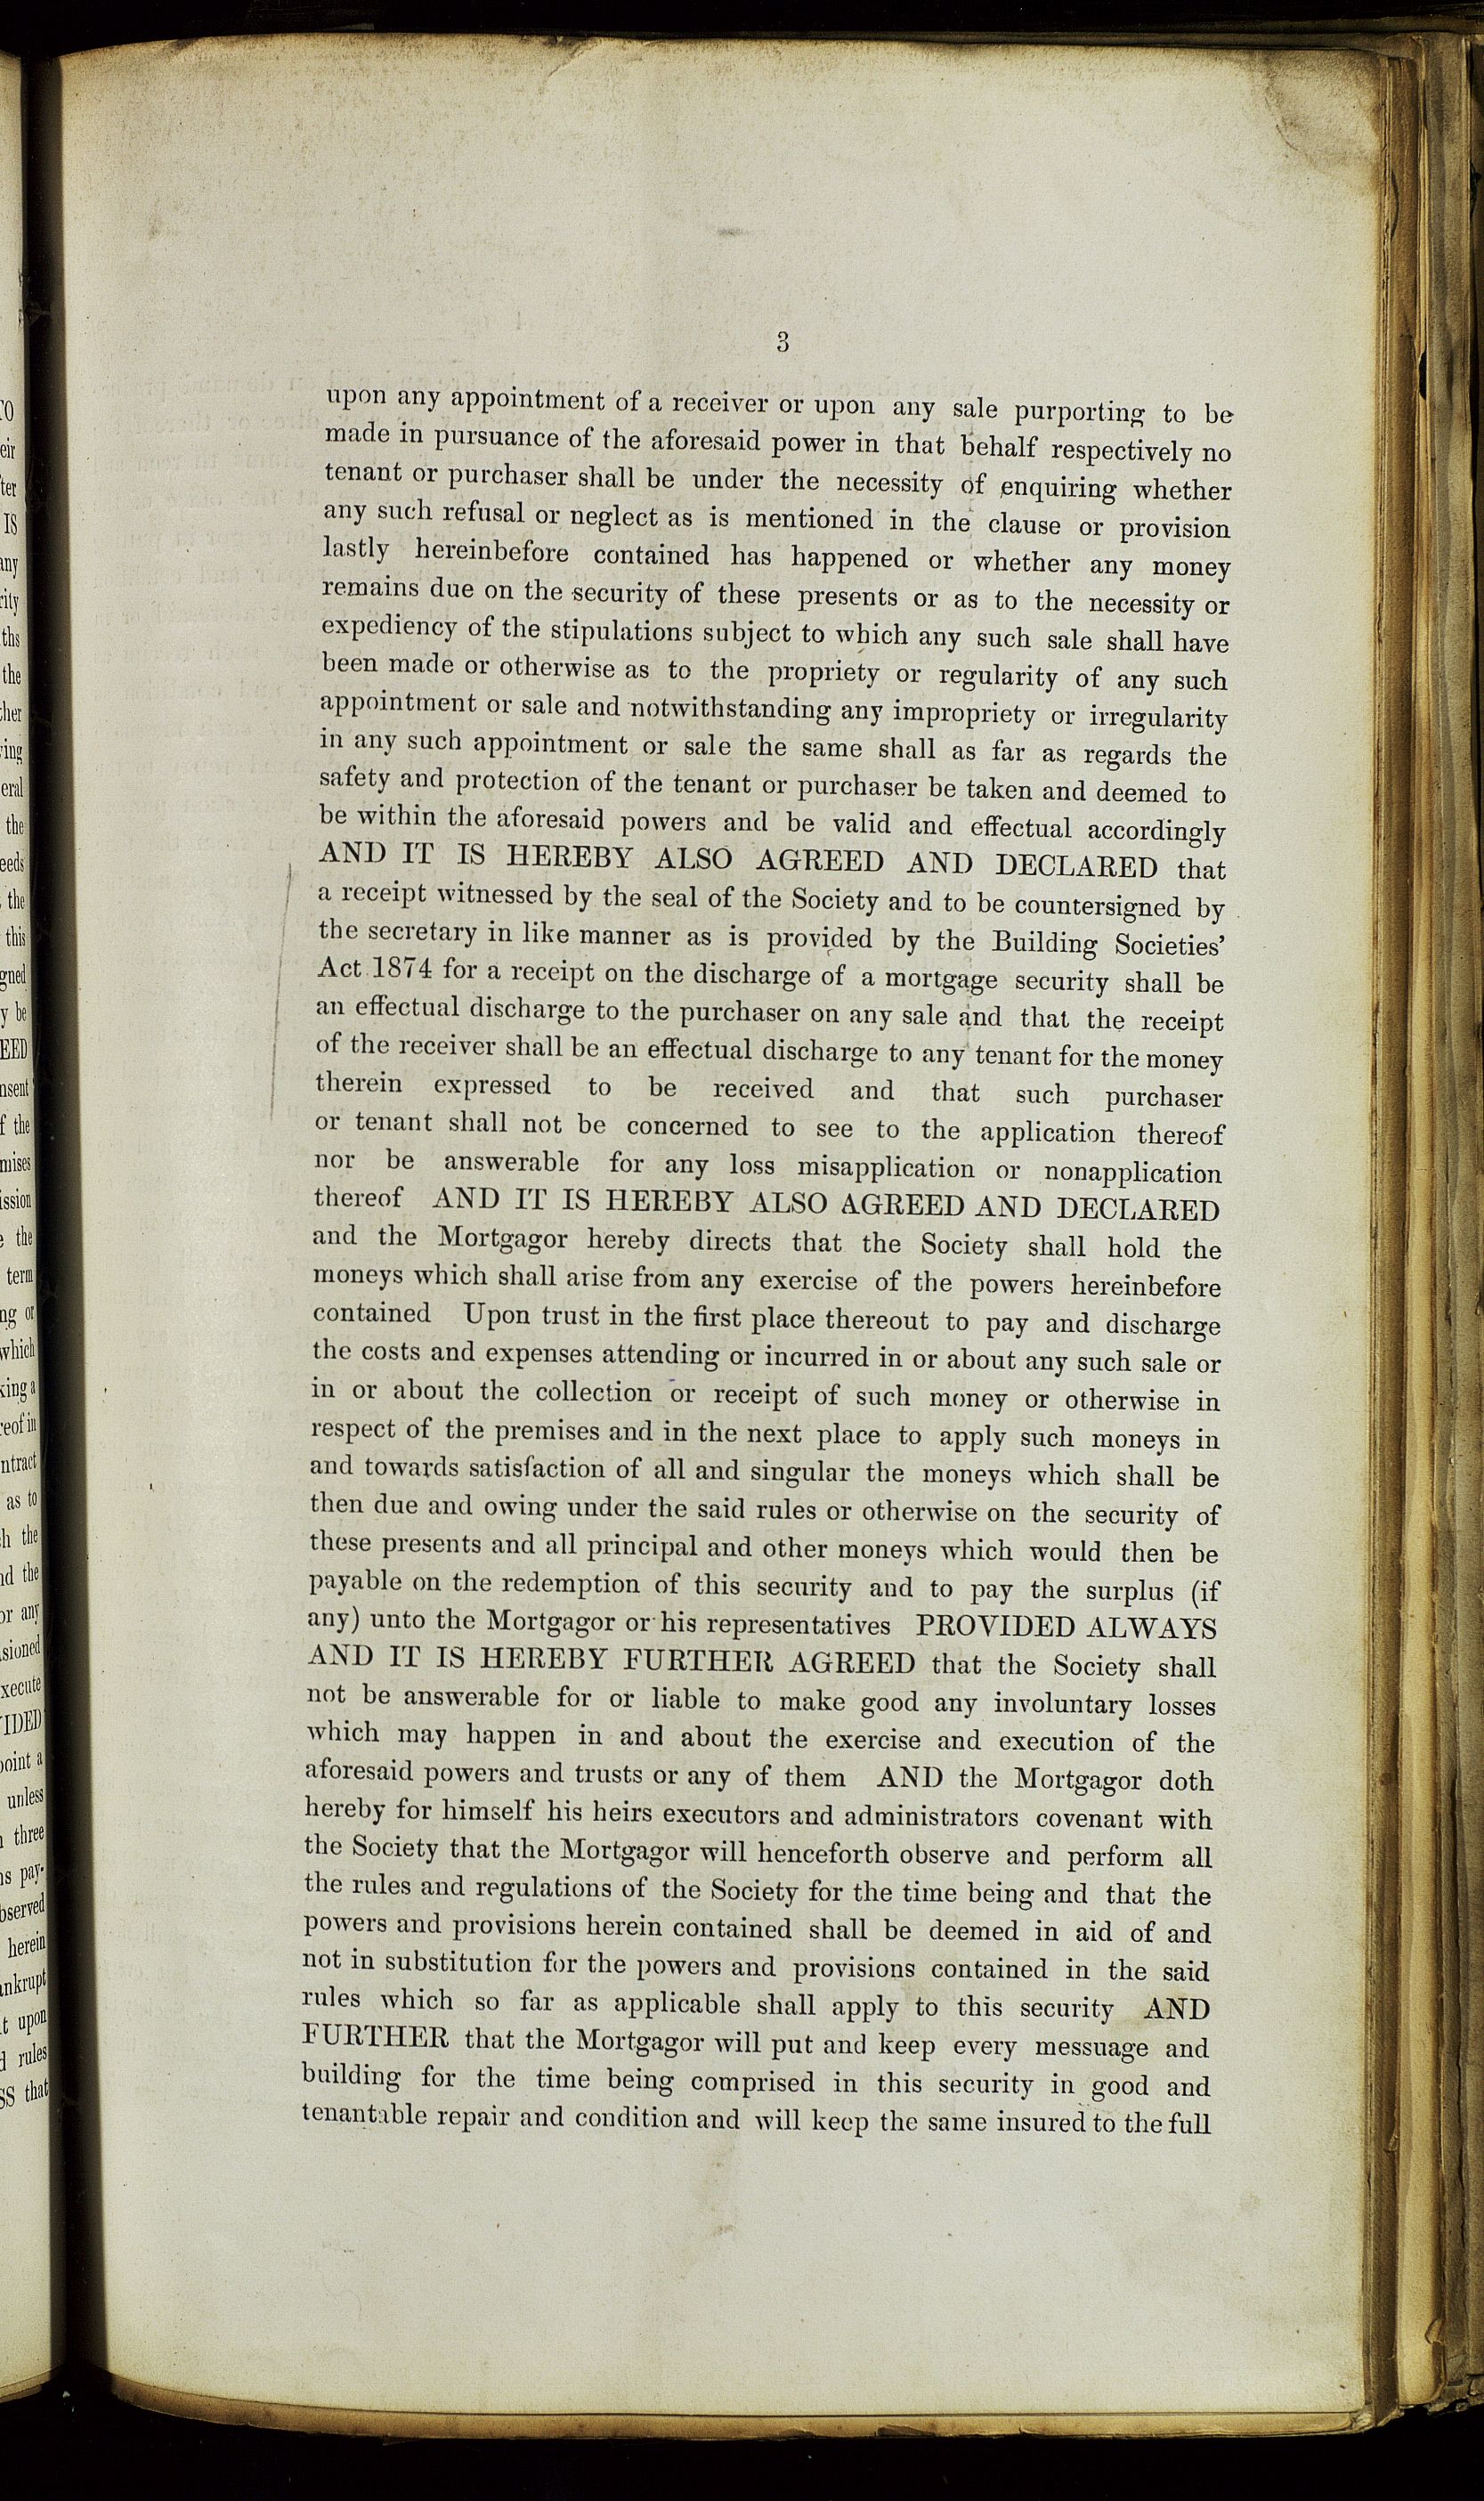 3
upon any appointment of a receiver or upon any sale purporting to be
made in pursuance of the aforesaid power in that behalf respectively no
tenant or purchaser shall be under the necessity of enquiring whether
any such refusal or neglect as is mentioned in the clause or provision
lastly hereinbefore contained has happened or whether any money
remains due on the security of these presents or as to the necessity or
expediency of the stipulations subject to which any such sale shall have
been made or otherwise as to the propriety or regularity of any such
appointment or sale and notwithstanding any impropriety or irregularity
in any such appointment or sale the same shall as far as regards the
safety and protection of the tenant or purchaser be taken and deemed to
be within the aforesaid powers and be valid and effectual accordingly
AND IT IS HEREBY ALSO AGREED AND DECLARED that
a receipt witnessed by the seal of the Society and to be countersigned by
the secretary in like manner as is provided by the Building Societies'
Act 1874 for a receipt on the discharge of a mortgage security shall be
an effectual discharge to the purchaser on any sale and that the receipt
of the receiver shall be an effectual discharge to any tenant for the money
therein expressed to be received and that such purchaser
or tenant shall not be concerned to see to the application thereof
nor be answerable for any loss misapplication or nonapplication
thereof AND IT IS HEREBY ALSO AGREED AND DECLARED
and the Mortgagor hereby directs that the Society shall hold the
moneys which shall arise from any exercise of the powers hereinbefore
contained Upon trust in the first place thereout to pay and discharge
the costs and expenses attending or incurred in or about any such sale or
in or about the collection or receipt of such money or otherwise in
respect of the premises and in the next place to apply such moneys in
and towards satisfaction of all and singular the moneys which shall be
then due and owing under the said rules or otherwise on the security of
these presents and all principal and other moneys which would then be
payable on the redemption of this security and to pay the surplus (if
any) unto the Mortgagor or his representatives PROVIDED ALWAYS
AND IT IS HEREBY FURTHER AGREED that the Society shall
not be answerable for or liable to make good any involuntary losses
which may happen in and about the exercise and execution of the
aforesaid powers and trusts or any of them AND the Mortgagor doth
hereby for himself his heirs executors and administrators covenant with
the Society that the Mortgagor will henceforth observe and perform all
the rules and regulations of the Society for the time being and that the
powers and provisions herein contained shall be deemed in aid of and
not in substitution for the powers and provisions contained in the said
rules which so far as applicable shall apply to this security AND
FURTHER that the Mortgagor will put and keep every messuage and
building for the time being comprised in this security in good and
tenantable repair and condition and will keep the same insured to the full